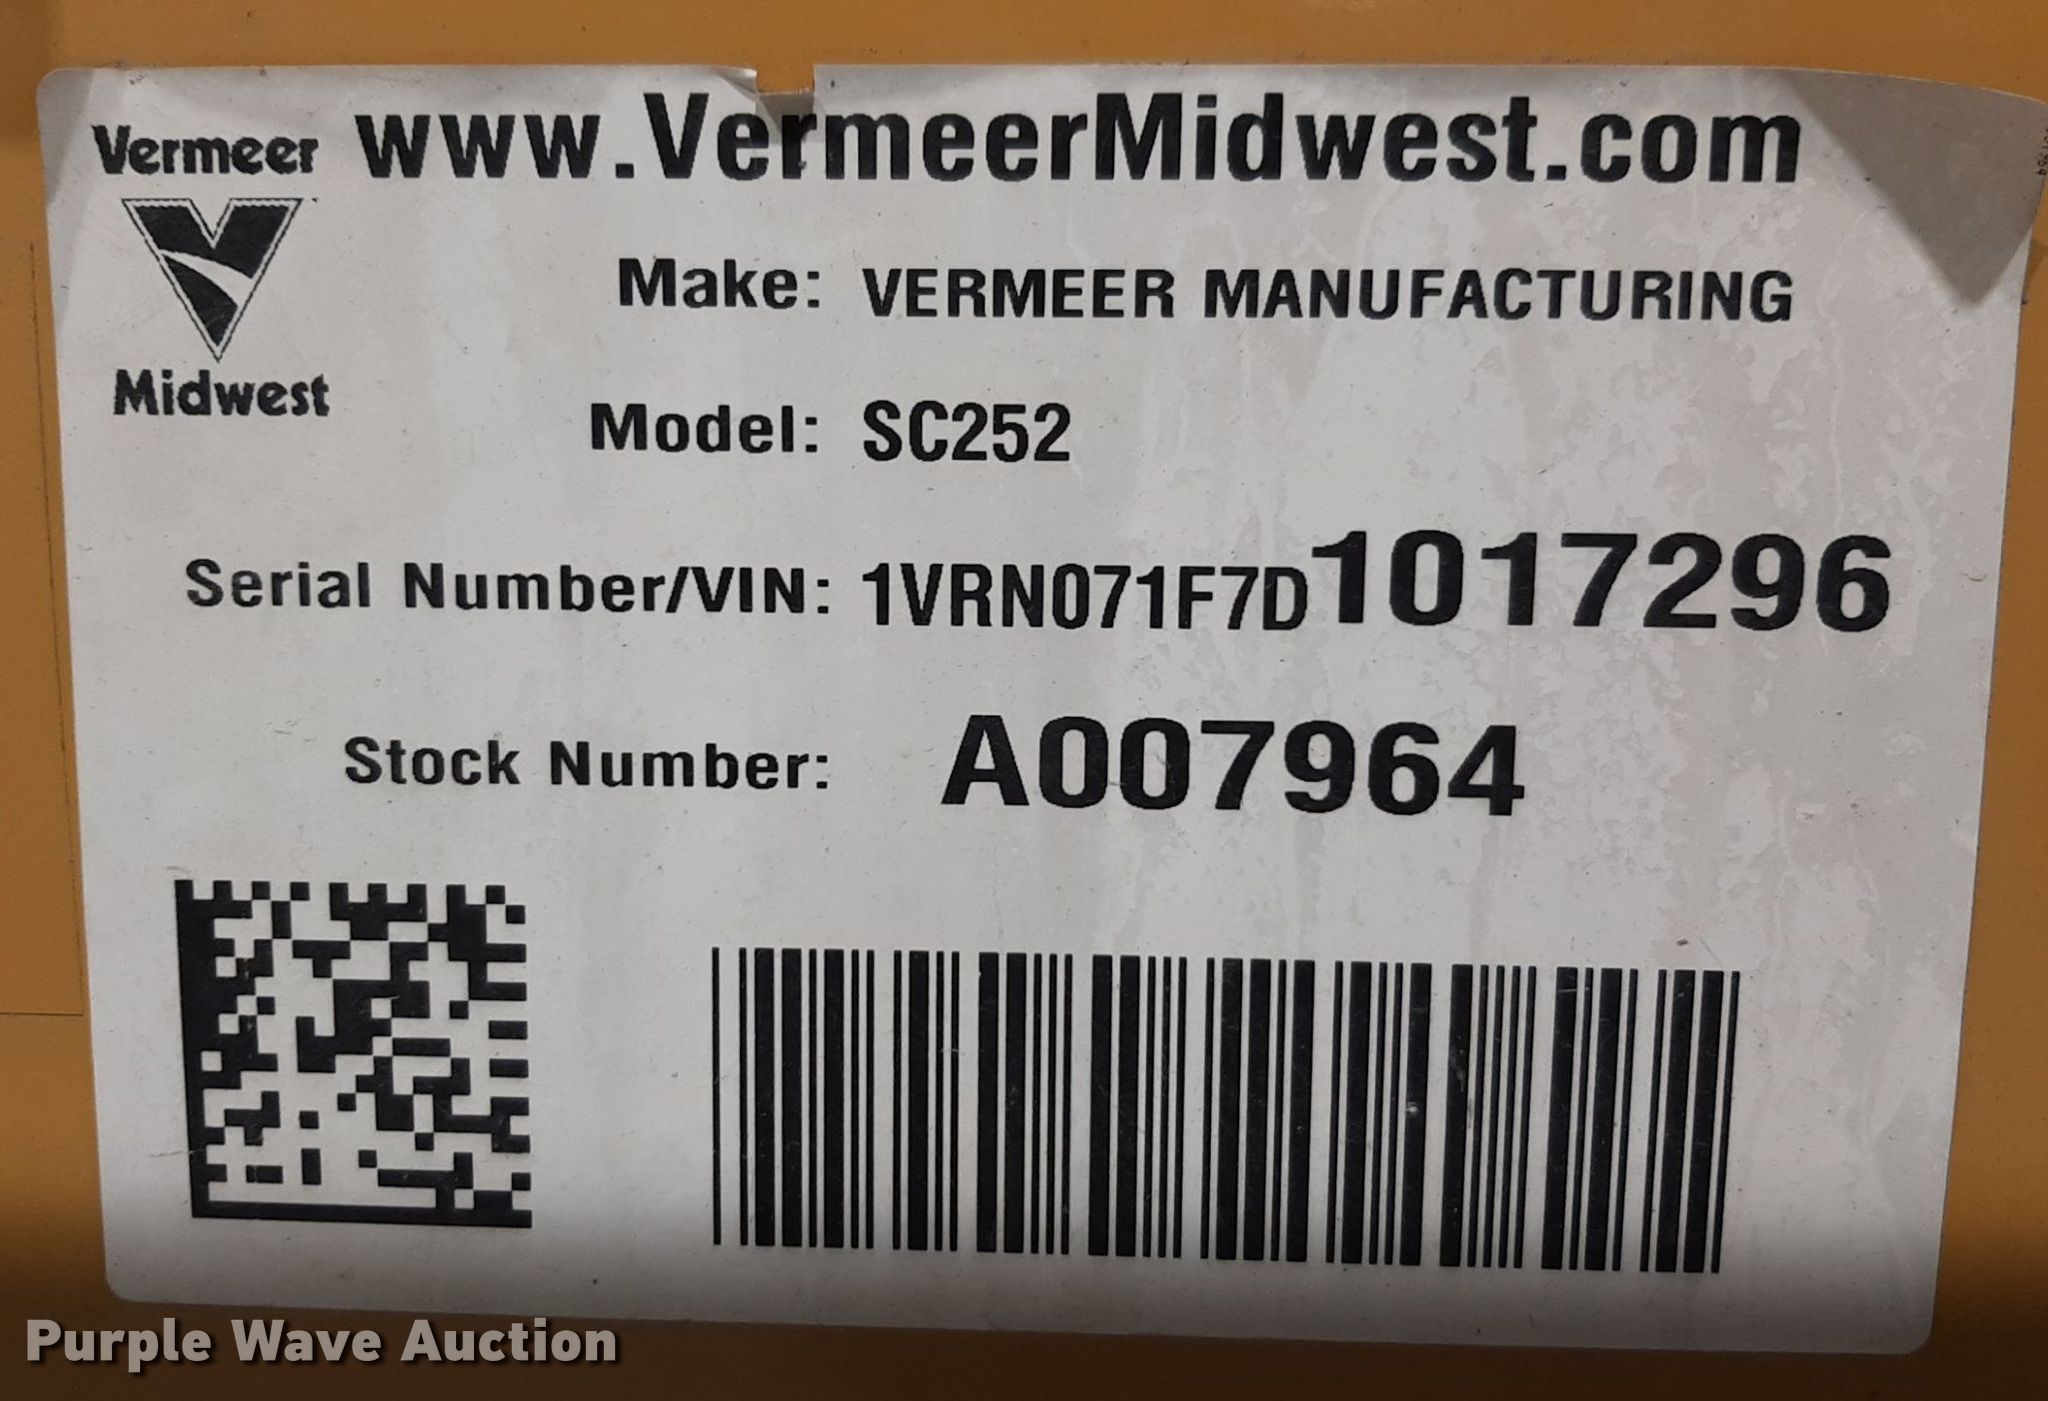 Vermeer
Midwest
www.VermeerMidwest.com
Make: VERMEER MANUFACTURING
Model: SC252
Serial Number/VIN: 1VRN071F7D1017296
Stock Number: A007964
Purple Wave Auction